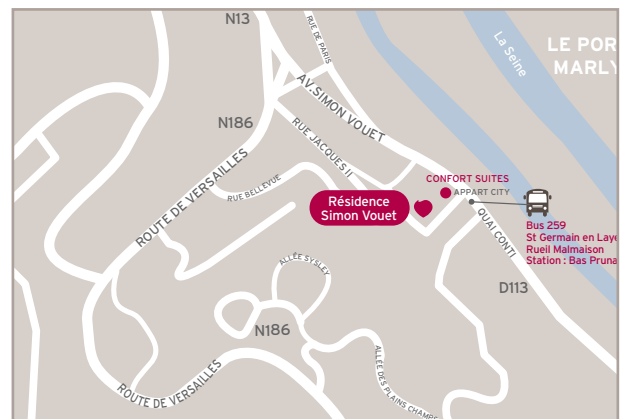 N13
RUE DE PARIS
La Seine
LE POR
MARLY
AV. SIMON VOUET
N186
RUE JACQUES II
ROUTE DE VERSAILLES
RUE BELLEVUE
CONFORT SUITES
APPART CITY
Résidence
Simon Vouet
Bus 259
St Germain en Laye
Rueil Malmaison
Station : Bas Pruna
QUAI CONTI
ALLÉE SYSLEY
D113
N186
ALLÉE DES PLAINS CHAMPS
ROUTE DE VERSAILLES